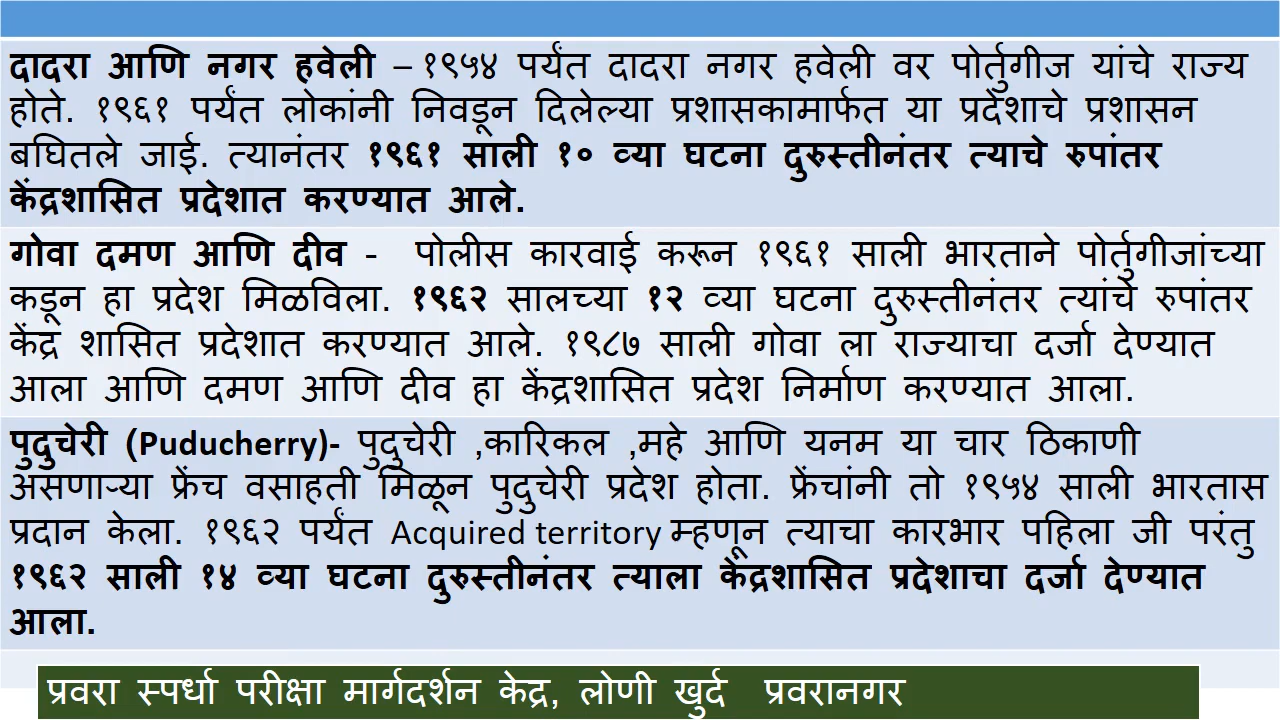 दादरा आणि नगर हवेली – १९५४ पर्यंत दादरा नगर हवेली वर पोर्तुगीज यांचे राज्य
होते. १९६१ पर्यंत लोकांनी निवडून दिलेल्या प्रशासकामार्फत या प्रदेशाचे प्रशासन
बघितले जाई. त्यानंतर १९६१ साली १० व्या घटना दुरुस्तीनंतर त्याचे रुपांतर
केंद्रशासित प्रदेशात करण्यात आले.
गोवा दमण आणि दीव - पोलीस कारवाई करून १९६१ साली भारताने पोर्तुगीजांच्या
कडून हा प्रदेश मिळविला. १९६२ सालच्या १२ व्या घटना दुरुस्तीनंतर त्यांचे रुपांतर
केंद्र शासित प्रदेशात करण्यात आले. १९८७ साली गोवा ला राज्याचा दर्जा देण्यात
आला आणि दमण आणि दीव हा केंद्रशासित प्रदेश निर्माण करण्यात आला.
पुदुचेरी (Puducherry)- पुदुचेरी ,कारिकल ,महे आणि यनम या चार ठिकाणी
असणाऱ्या फ्रेंच वसाहती मिळून पुदुचेरी प्रदेश होता. फ्रेंचांनी तो १९५४ साली भारतास
प्रदान केला. १९६२ पर्यंत Acquired territory म्हणून त्याचा कारभार पहिला जी परंतु
१९६२ साली १४ व्या घटना दुरुस्तीनंतर त्याला केंद्रशासित प्रदेशाचा दर्जा देण्यात
आला.
प्रवरा स्पर्धा परीक्षा मार्गदर्शन केद्र, लोणी खुर्द प्रवरानगर